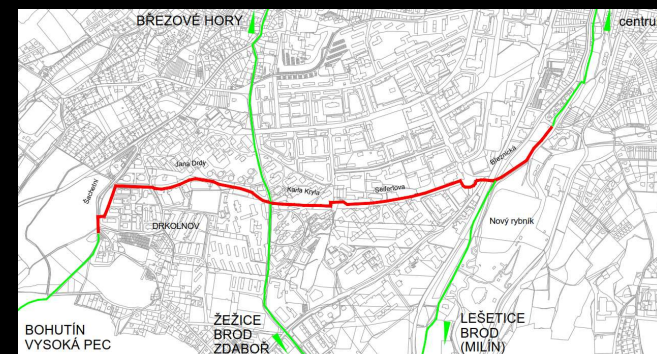 BŘEZOVÉ HORY
centru
Jana Drdy
Šachetní
Karla Kryla
Seifertova
Březnická
DRKOLNOV
Nový rybník
BOHUTÍN
VYSOKÁ PEC
ŽEŽICE
BROD
ZDABOŘ
LEŠETICE
BROD
(MILÍN)